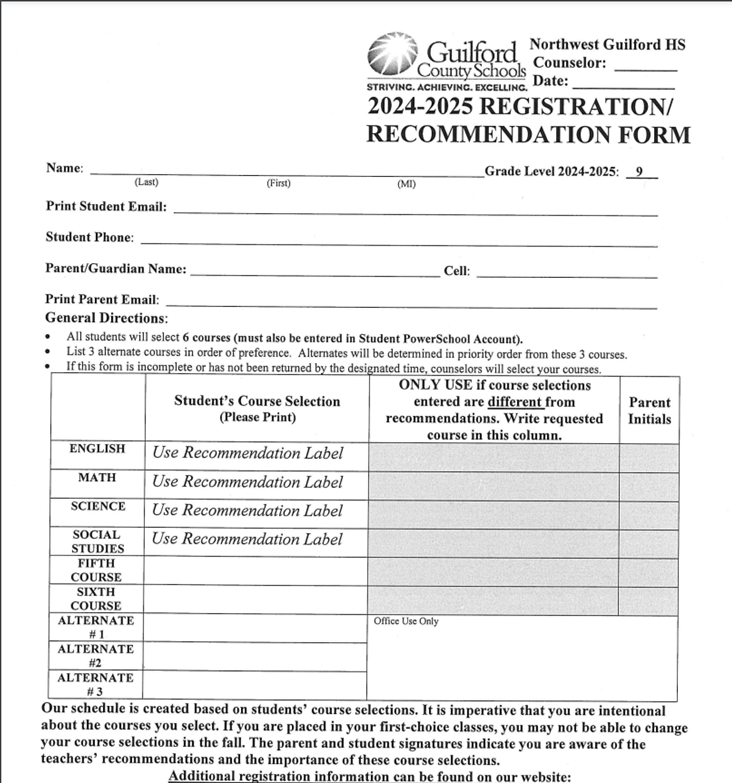 Guilford
County Schools
STRIVING. ACHIEVING. EXCELLING.
Northwest Guilford HS
Counselor: ________
Date: ______________
2024-2025 REGISTRATION/
RECOMMENDATION FORM
Name: ____________ Grade Level 2024-2025: 9
(Last) (First) (MI)
Print Student Email: ____________
Student Phone: ____________
Parent/Guardian Name: ____________ Cell: ____________
Print Parent Email: ____________
General Directions:
• All students will select 6 courses (must also be entered in Student PowerSchool Account).
• List 3 alternate courses in order of preference. Alternates will be determined in priority order from these 3 courses.
• If this form is incomplete or has not been returned by the designated time, counselors will select your courses.
Student's Course Selection
(Please Print)
ONLY USE if course selections
entered are different from
recommendations. Write requested
course in this column.
Parent
Initials
ENGLISH Use Recommendation Label
MATH Use Recommendation Label
SCIENCE Use Recommendation Label
SOCIAL
STUDIES
Use Recommendation Label
FIFTH
COURSE
SIXTH
COURSE
ALTERNATE
# 1
Office Use Only
ALTERNATE
#2
ALTERNATE
# 3
Our schedule is created based on students' course selections. It is imperative that you are intentional
about the courses you select. If you are placed in your first-choice classes, you may not be able to change
your course selections in the fall. The parent and student signatures indicate you are aware of the
teachers' recommendations and the importance of these course selections.
Additional registration information can be found on our website: